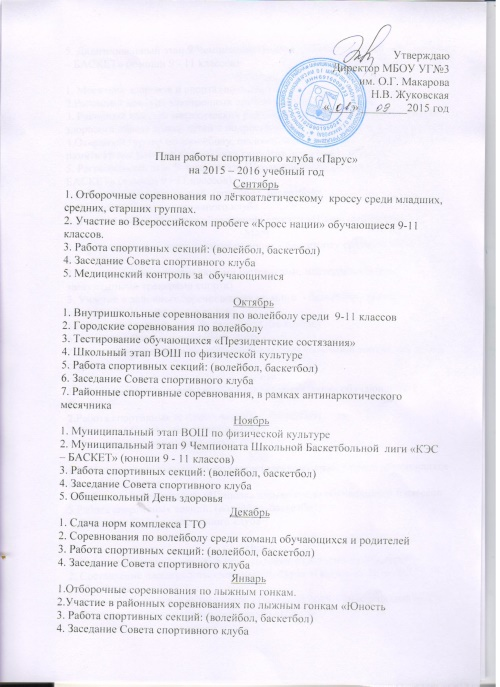 Утверждаю
Директор МБОУ УГ№3
им. О.Г. Макарова
Н.В. Жуковская
« 01 » 09 2015 год
План работы спортивного клуба «Парус»
на 2015 – 2016 учебный год
Сентябрь
1. Отборочные соревнования по лёгкоатлетическому кроссу среди младших,
средних, старших группах.
2. Участие во Всероссийском пробеге «Кросс нации» обучающиеся 9-11
классов.
3. Работа спортивных секций: (волейбол, баскетбол)
4. Заседание Совета спортивного клуба
5. Медицинский контроль за обучающимися
Октябрь
1. Внутришкольные соревнования по волейболу среди 9-11 классов
2. Городские соревнования по волейболу
3. Тестирование обучающихся «Президентские состязания»
4. Школьный этап ВОШ по физической культуре
5. Работа спортивных секций: (волейбол, баскетбол)
6. Заседание Совета спортивного клуба
7. Районные спортивные соревнования, в рамках антинаркотического
месячника
Ноябрь
1. Муниципальный этап ВОШ по физической культуре
2. Муниципальный этап 9 Чемпионата Школьной Баскетбольной лиги «КЭС
– БАСКЕТ» (юноши 9 - 11 классов)
3. Работа спортивных секций: (волейбол, баскетбол)
4. Заседание Совета спортивного клуба
5. Общешкольный День здоровья
Декабрь
1. Сдача норм комплекса ГТО
2. Соревнования по волейболу среди команд обучающихся и родителей
3. Работа спортивных секций: (волейбол, баскетбол)
4. Заседание Совета спортивного клуба
Январь
1.Отборочные соревнования по лыжным гонкам.
2.Участие в районных соревнованиях по лыжным гонкам «Юность
3. Работа спортивных секций: (волейбол, баскетбол)
4. Заседание Совета спортивного клуба